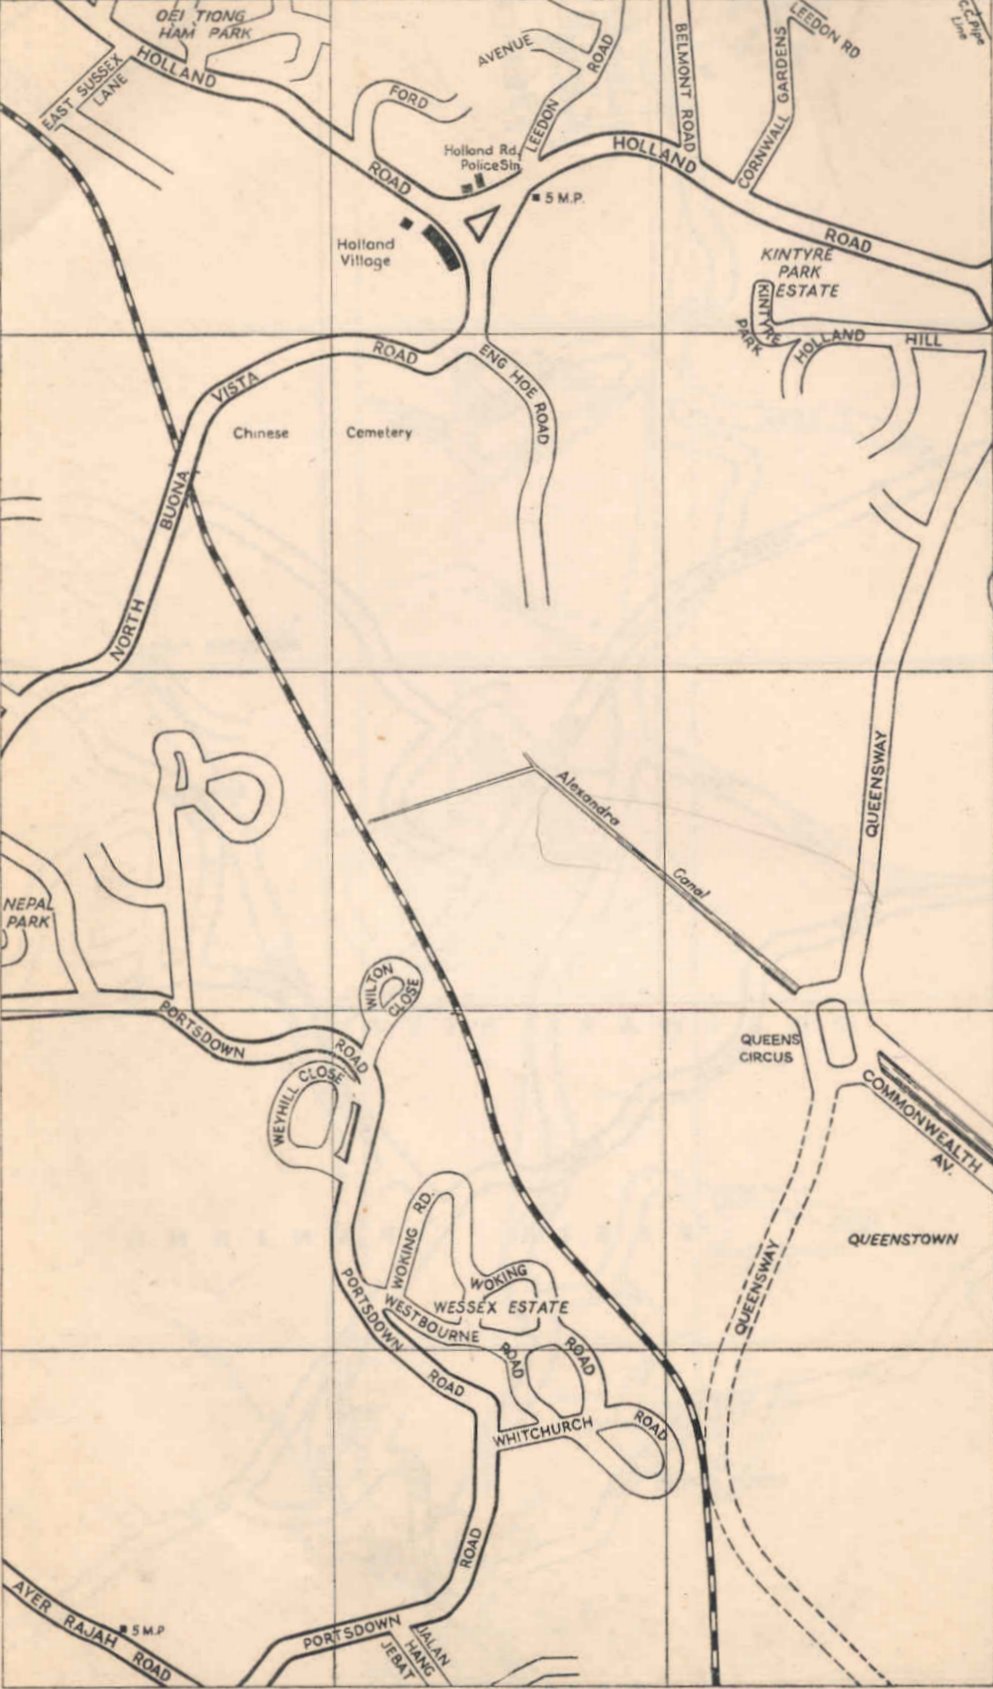 OEI TIONG
HAM PARK
HOLLAND
EAST SUSSEX
LANE
AVENUE
ROAD
LEEDON
FORD
BELMONT ROAD
CORNWALL GARDENS
LEEDON RD
C.C.Pipe
Line
Holland Rd.
Police Stn
ROAD
HOLLAND
5 M.P.
Holland
Village
ROAD
KINTYRE
PARK
ESTATE
KINTYRE
PARK
HOLLAND HILL
ROAD
VISTA
BUONA
NORTH
ENG HOE ROAD
Chinese Cemetery
QUEENSWAY
Alexandra
Canal
NEPAL
PARK
WILTON
CLOSE
PORTSDOWN
ROAD
WEYHILL CLOSE
QUEENS
CIRCUS
COMMONWEALTH
AV.
QUEENSTOWN
QUEENSWAY
WOKING RD.
WOKING
WESSEX ESTATE
WESTBOURNE
ROAD
ROAD
PORTSDOWN
ROAD
WHITCHURCH
ROAD
ROAD
PORTSDOWN
JALAN
HANG
JEBAT
AYER RAJAH
ROAD
5 M.P